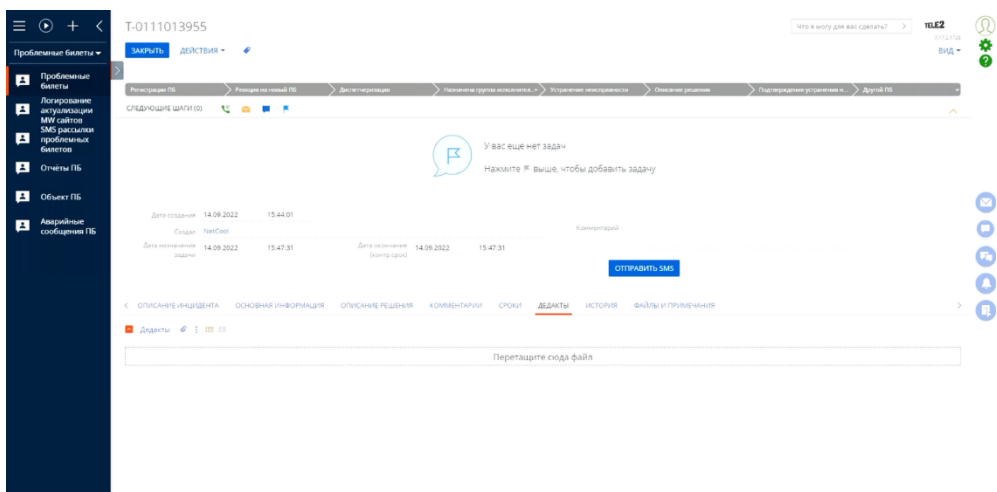 T-0111013955
Что я могу для вас сделать?
TELE2
Проблемные билеты
ЗАКРЫТЬ ДЕЙСТВИЯ
ВИД
Проблемные
билеты
Логирование
актуализации
MW сайтов
SMS рассылки
проблемных
билетов
Отчёты ПБ
Объект ПБ
Аварийные
сообщения ПБ
Регистрация ПБ Реакция на новый ПБ Диспетчеризация Назначена группа исполнител... Устранение неисправности Описание решения Подтверждение устранения н... Другой ПБ
СЛЕДУЮЩИЕ ШАГИ (0)
У вас еще нет задач
Нажмите выше, чтобы добавить задачу
Дата создания 14.09.2022 15:44:01
Создал NetCool
Комментарий
Дата назначения
задачи 14.09.2022 15:47:31
Дата окончания
(контр.срок) 14.09.2022 15:47:31
ОТПРАВИТЬ SMS
ОПИСАНИЕ ИНЦИДЕНТА ОСНОВНАЯ ИНФОРМАЦИЯ ОПИСАНИЕ РЕШЕНИЯ КОММЕНТАРИИ СРОКИ ДЕДАКТЫ ИСТОРИЯ ФАЙЛЫ И ПРИМЕЧАНИЯ
Дедакты
Перетащите сюда файл